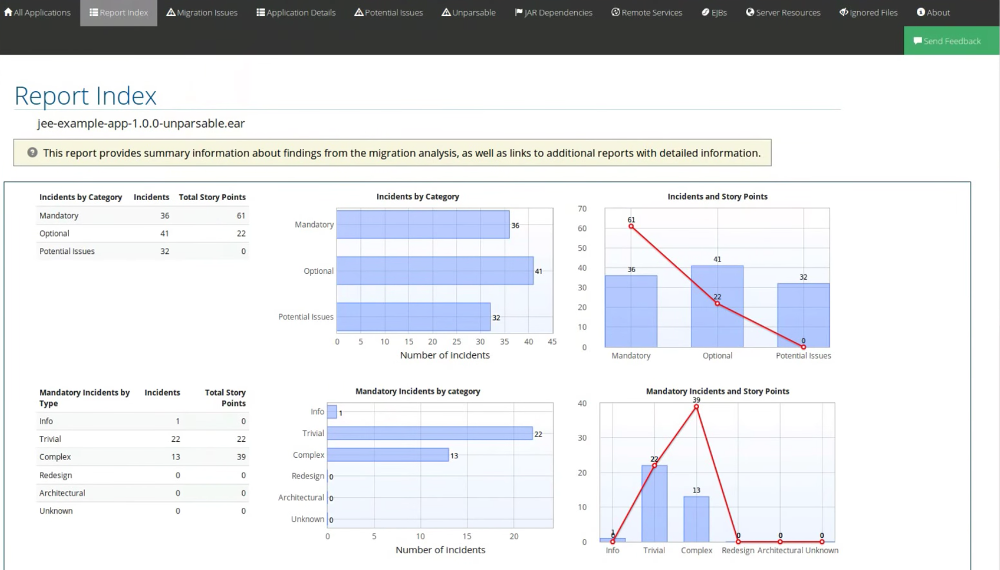 All Applications Report Index Migration Issues Application Details Potential Issues Unparsable JAR Dependencies Remote Services EJBs Server Resources Ignored Files About
Send Feedback
Report Index
jee-example-app-1.0.0-unparsable.ear
This report provides summary information about findings from the migration analysis, as well as links to additional reports with detailed information.
Incidents by Category Incidents Total Story Points
Mandatory 36 61
Optional 41 22
Potential Issues 32 0
Incidents by Category
Mandatory 36
Optional 41
Potential Issues 32
0 5 10 15 20 25 30 35 40 45
Number of incidents
Incidents and Story Points
70
60
50
40
30
20
10
0
61
36
41
22
32
0
Mandatory Optional Potential Issues
Mandatory Incidents by Incidents Total Story
Type Points
Info 1 0
Trivial 22 22
Complex 13 39
Redesign 0 0
Architectural 0 0
Unknown 0 0
Mandatory Incidents by category
Info 1
Trivial 22
Complex 13
Redesign 0
Architectural 0
Unknown 0
0 5 10 15 20
Number of incidents
Mandatory Incidents and Story Points
40
30
20
10
0
39
22
13
1
0 0 0 0
Info Trivial Complex Redesign Architectural Unknown